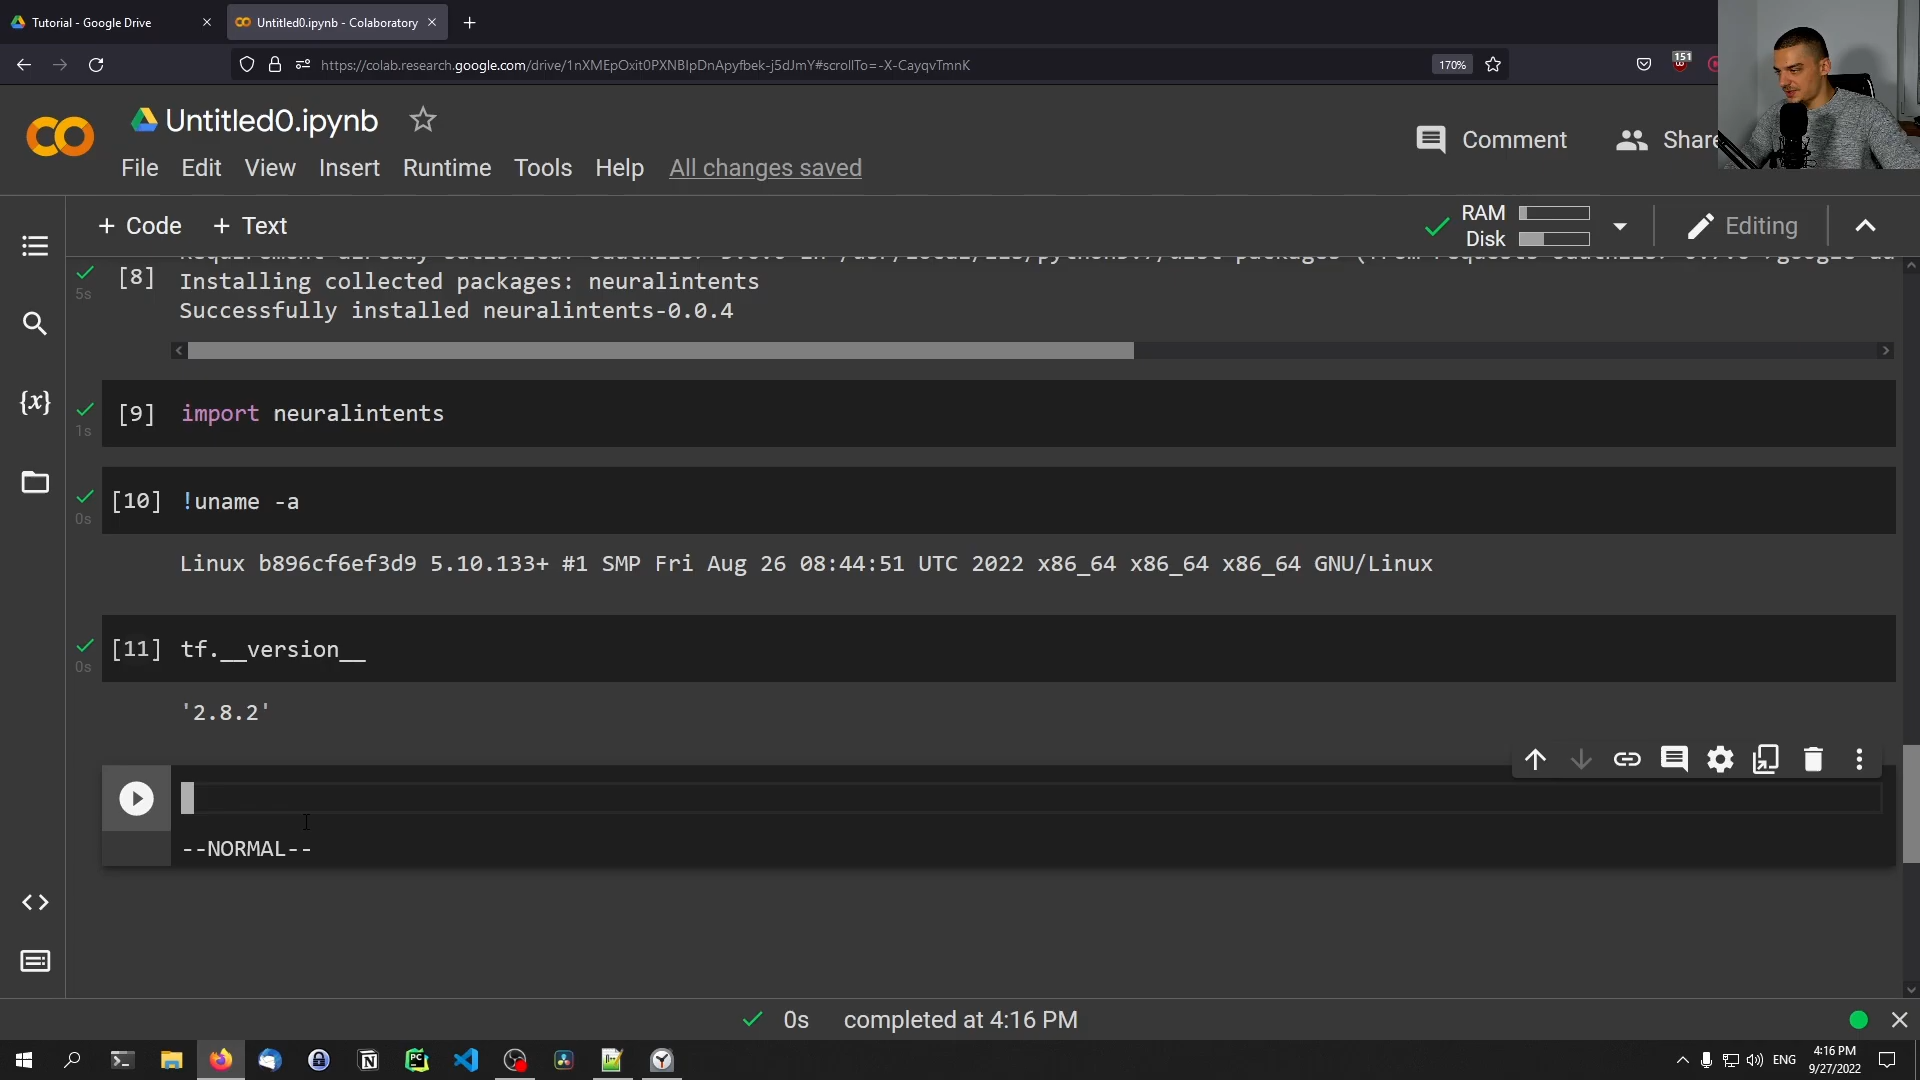 Tutorial - Google Drive
Untitled0.ipynb - Colaboratory
https://colab.research.google.com/drive/1nXMEpOxit0PXNBIpDnApyfbek-j5dJmY#scrollTo=-X-CayqvTmnK
170%
151
Untitled0.ipynb
Comment
Share
File Edit View Insert Runtime Tools Help All changes saved
+ Code + Text
RAM
Disk
Editing
[8]
5s
Installing collected packages: neuralintents
Successfully installed neuralintents-0.0.4
{x}
[9] import neuralintents
1s
[10] !uname -a
0s
Linux b896cf6ef3d9 5.10.133+ #1 SMP Fri Aug 26 08:44:51 UTC 2022 x86_64 x86_64 x86_64 GNU/Linux
[11] tf.__version__
0s
'2.8.2'
--NORMAL--
0s completed at 4:16 PM
ENG
4:16 PM
9/27/2022